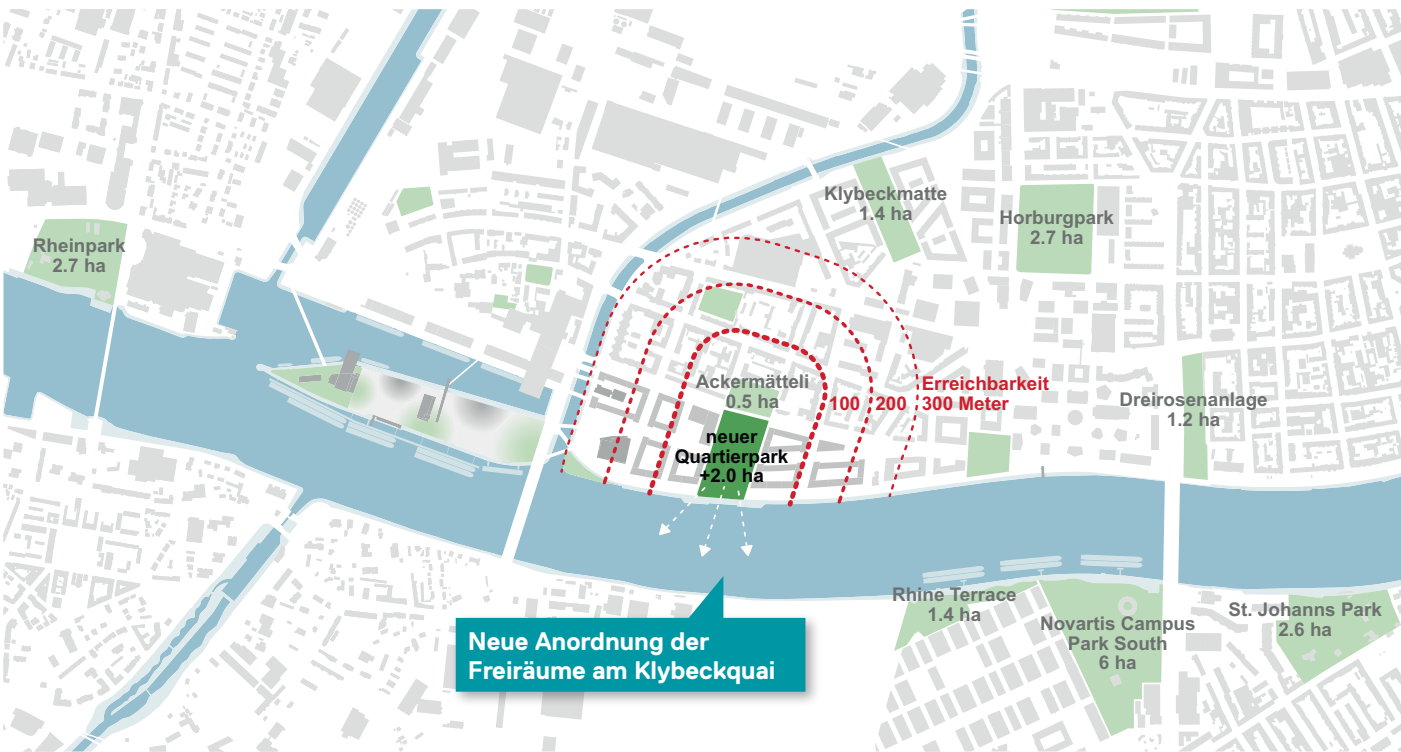 Klybeckmatte
1.4 ha
Horburgpark
2.7 ha
Rheinpark
2.7 ha
Ackermätteli
0.5 ha
100
200
Erreichbarkeit
300 Meter
Dreirosenanlage
1.2 ha
neuer
Quartierpark
+2.0 ha
Rhine Terrace
1.4 ha
Novartis Campus
Park South
6 ha
St. Johanns Park
2.6 ha
Neue Anordnung der
Freiräume am Klybeckquai